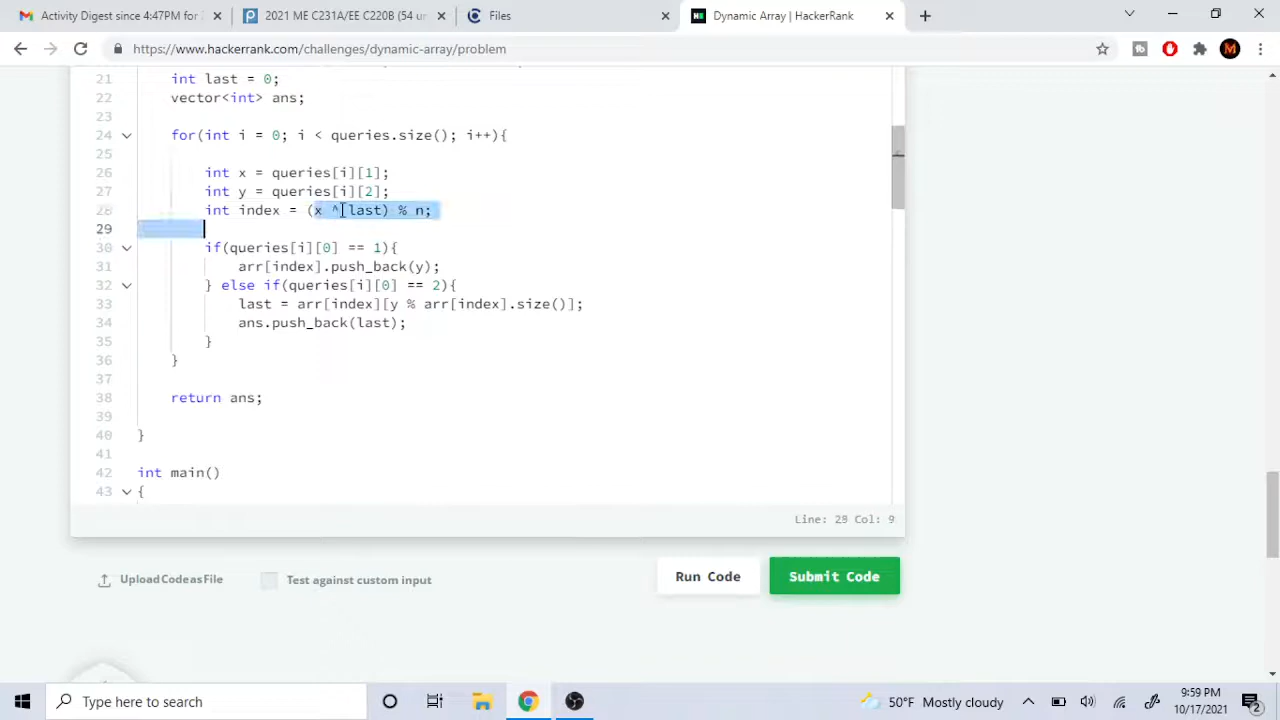 Activity Digest since 4:47PM for
2021 ME C231A/EE C220B (54 u
Files
Dynamic Array | HackerRank
https://www.hackerrank.com/challenges/dynamic-array/problem
21 int last = 0;
22 vector<int> ans;
23
24 for(int i = 0; i < queries.size(); i++){
25
26 int x = queries[i][1];
27 int y = queries[i][2];
28 int index = (x ^ last) % n;
29
30 if(queries[i][0] == 1){
31 arr[index].push_back(y);
32 } else if(queries[i][0] == 2){
33 last = arr[index][y % arr[index].size()];
34 ans.push_back(last);
35 }
36 }
37
38 return ans;
39
40 }
41
42 int main()
43 {
Line: 29 Col: 9
Upload Code as File
Test against custom input
Run Code
Submit Code
Type here to search
50°F Mostly cloudy
9:59 PM
10/17/2021
2